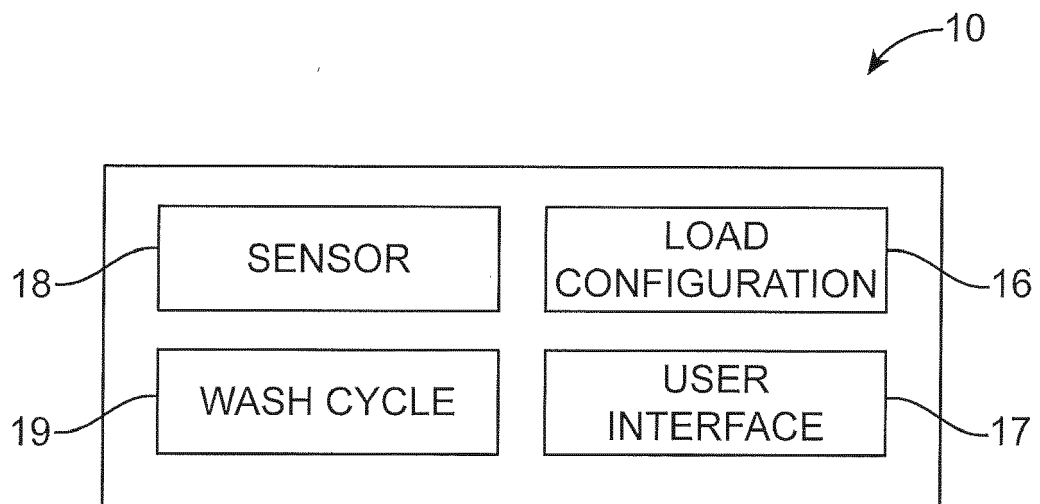 10
SENSOR
LOAD
CONFIGURATION
18
16
WASH CYCLE
USER
INTERFACE
19
17